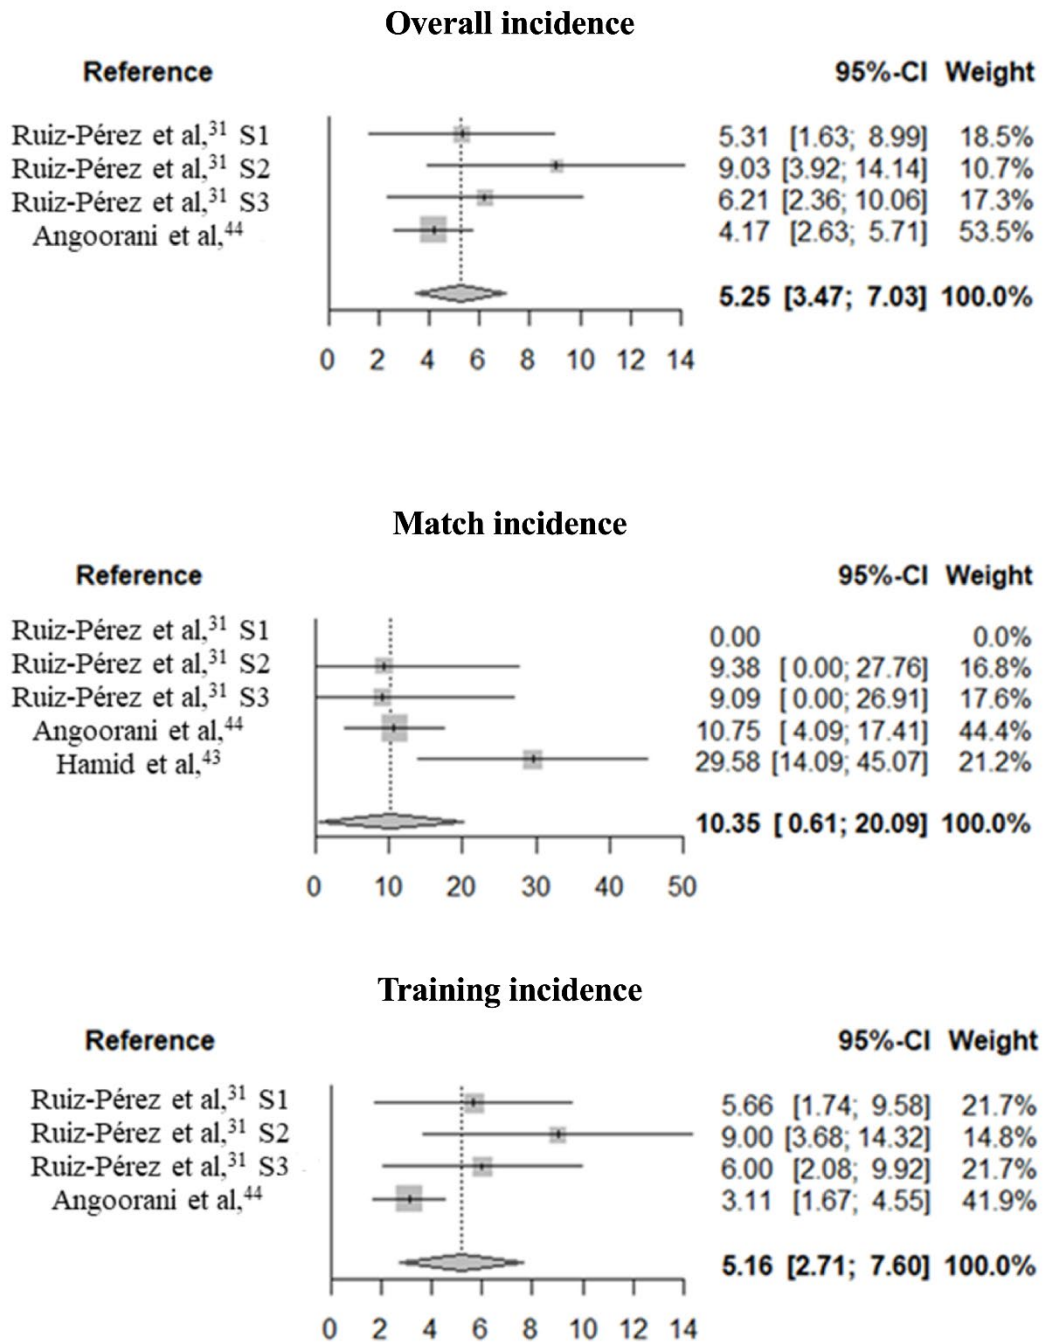 Overall incidence
Reference 95%-CI Weight
Ruiz-Pérez et al,31 S1 5.31 [1.63; 8.99] 18.5%
Ruiz-Pérez et al,31 S2 9.03 [3.92; 14.14] 10.7%
Ruiz-Pérez et al,31 S3 6.21 [2.36; 10.06] 17.3%
Angoorani et al,44 4.17 [2.63; 5.71] 53.5%
5.25 [3.47; 7.03] 100.0%
0 2 4 6 8 10 12 14
Match incidence
Reference 95%-CI Weight
Ruiz-Pérez et al,31 S1 0.00 0.0%
Ruiz-Pérez et al,31 S2 9.38 [ 0.00; 27.76] 16.8%
Ruiz-Pérez et al,31 S3 9.09 [ 0.00; 26.91] 17.6%
Angoorani et al,44 10.75 [ 4.09; 17.41] 44.4%
Hamid et al,43 29.58 [14.09; 45.07] 21.2%
10.35 [ 0.61; 20.09] 100.0%
0 10 20 30 40 50
Training incidence
Reference 95%-CI Weight
Ruiz-Pérez et al,31 S1 5.66 [1.74; 9.58] 21.7%
Ruiz-Pérez et al,31 S2 9.00 [3.68; 14.32] 14.8%
Ruiz-Pérez et al,31 S3 6.00 [2.08; 9.92] 21.7%
Angoorani et al,44 3.11 [1.67; 4.55] 41.9%
5.16 [2.71; 7.60] 100.0%
0 2 4 6 8 10 12 14